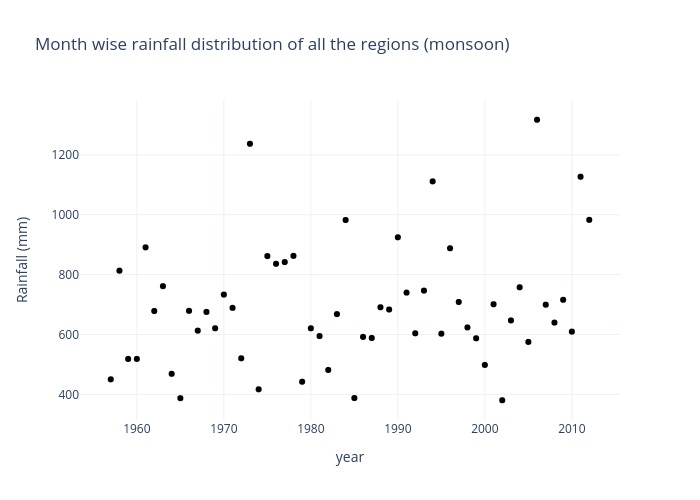 Month wise rainfall distribution of all the regions (monsoon)
1200
1000
800
600
400
Rainfall (mm)
1960 1970 1980 1990 2000 2010
year